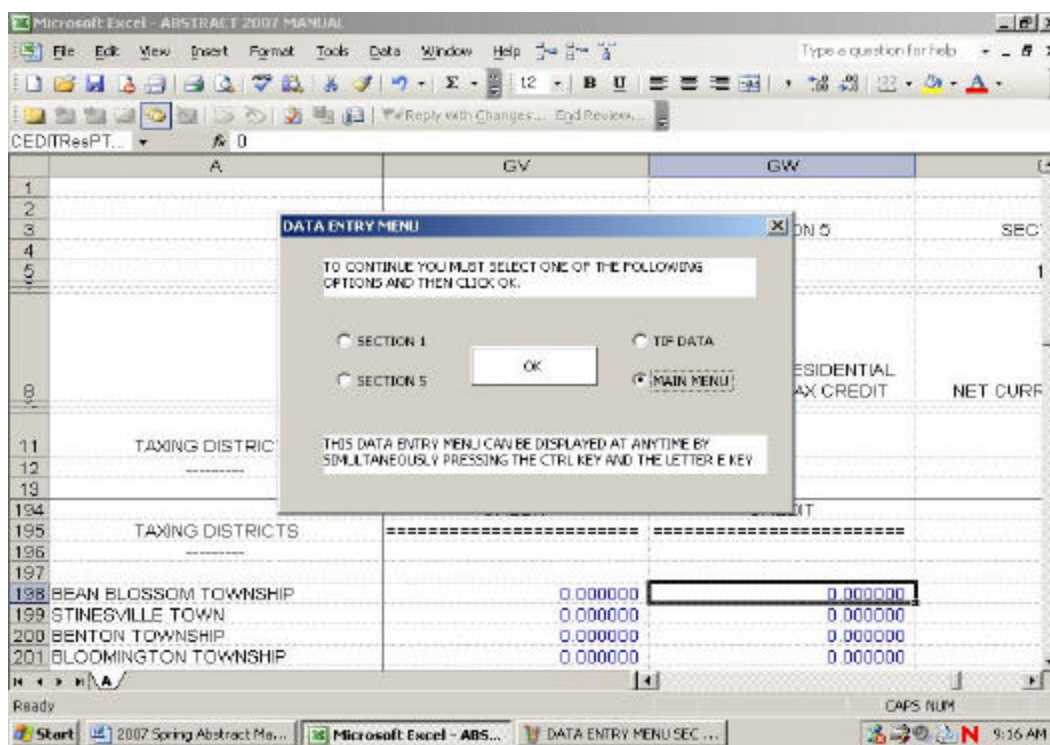 Microsoft Excel - ABSTRACT 2007 MANUAL
File Edit View Insert Format Tools Data Window Help Type a question for help
12 B U
Reply with Changes... End Review...
CEDITResPT... fx 0
A GV GW
1
2
3 ON 5 SEC
4
5 1
8 ESIDENTIAL
AX CREDIT NET CURR
11 TAXING DISTRIC
12 ----------
13
194 CREDIT CREDIT
195 TAXING DISTRICTS ======================== ========================
196 ----------
197
198 BEAN BLOSSOM TOWNSHIP 0.000000 0.000000
199 STINESVILLE TOWN 0.000000 0.000000
200 BENTON TOWNSHIP 0.000000 0.000000
201 BLOOMINGTON TOWNSHIP 0.000000 0.000000
DATA ENTRY MENU
TO CONTINUE YOU MUST SELECT ONE OF THE FOLLOWING
OPTIONS AND THEN CLICK OK.
SECTION 1 TIF DATA
OK
SECTION 5 MAIN MENU
THIS DATA ENTRY MENU CAN BE DISPLAYED AT ANYTIME BY
SIMULTANEOUSLY PRESSING THE CTRL KEY AND THE LETTER E KEY
A
Ready CAPS NUM
Start 2007 Spring Abstract Ma... Microsoft Excel - ABS... DATA ENTRY MENU SEC ... N 9:16 AM